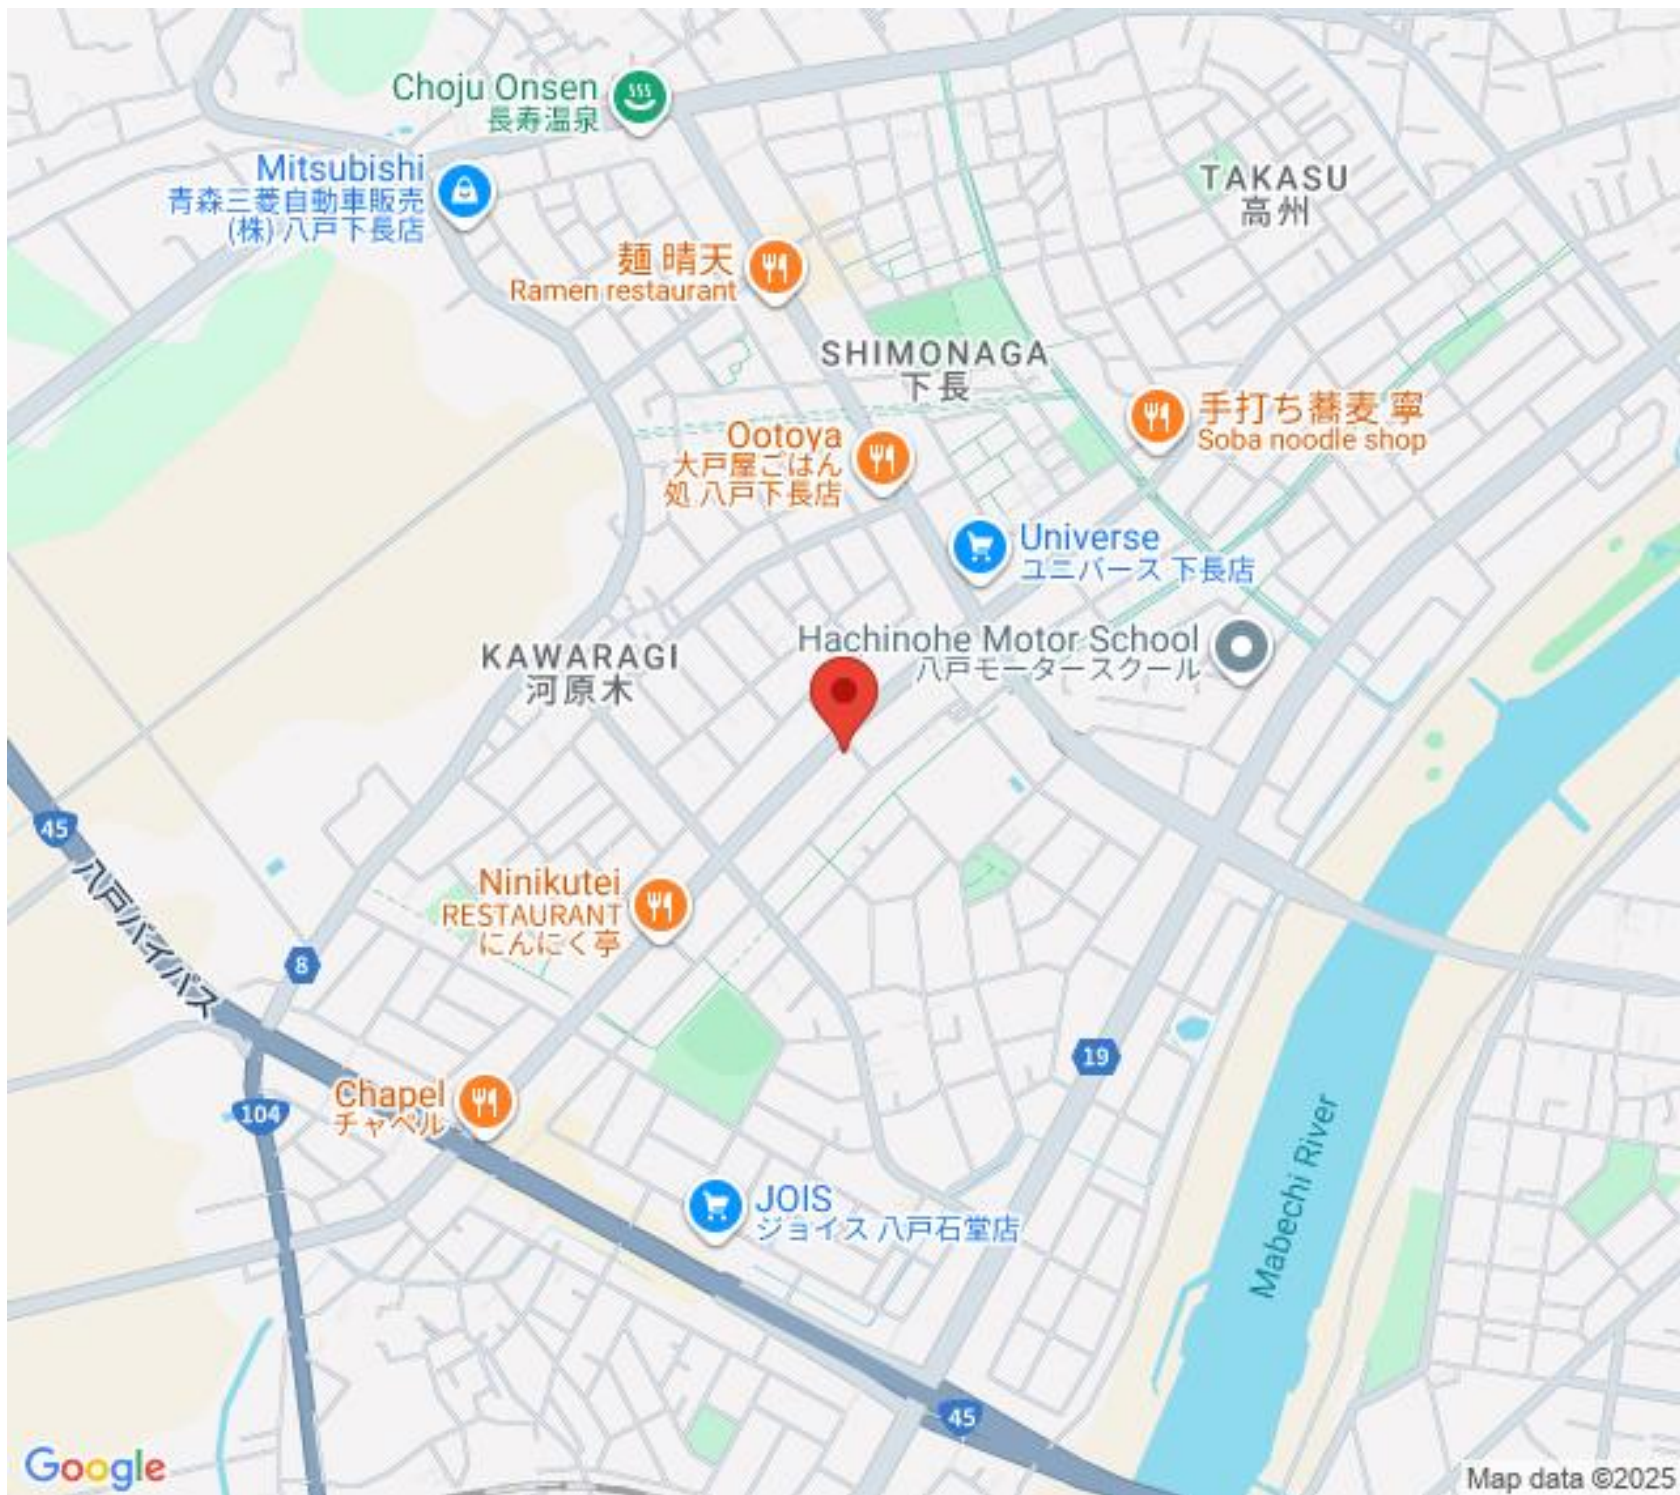 Choju Onsen
長寿温泉
Mitsubishi
青森三菱自動車販売
(株) 八戸下長店
TAKASU
高州
麺 晴天
Ramen restaurant
SHIMONAGA
下長
手打ち蕎麦 寧
Soba noodle shop
Ootoya
大戸屋ごはん
処 八戸下長店
Universe
ユニバース 下長店
Hachinohe Motor School
八戸モータースクール
KAWARAGI
河原木
45
八戸バイパス
Ninikutei
RESTAURANT
にんにく亭
8
19
Chapel
チャペル
104
Mabechi River
JOIS
ジョイス 八戸石堂店
45
Google
Map data ©2025